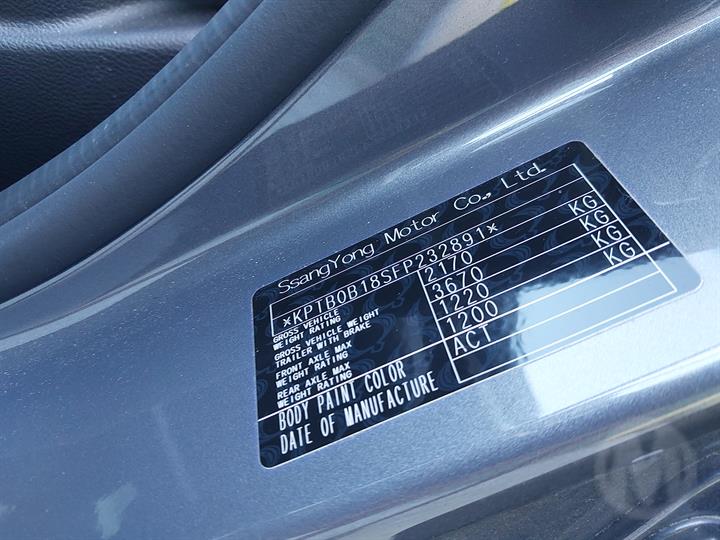 SsangYong Motor Co., Ltd.
*KPTB0B18SFP232891*
GROSS VEHICLE WEIGHT RATING 2170 KG
GROSS VEHICLE WEIGHT TRAILER WITH BRAKE 3670 KG
FRONT AXLE MAX WEIGHT RATING 1220 KG
REAR AXLE MAX WEIGHT RATING 1200 KG
BODY PAINT COLOR ACT
DATE OF MANUFACTURE